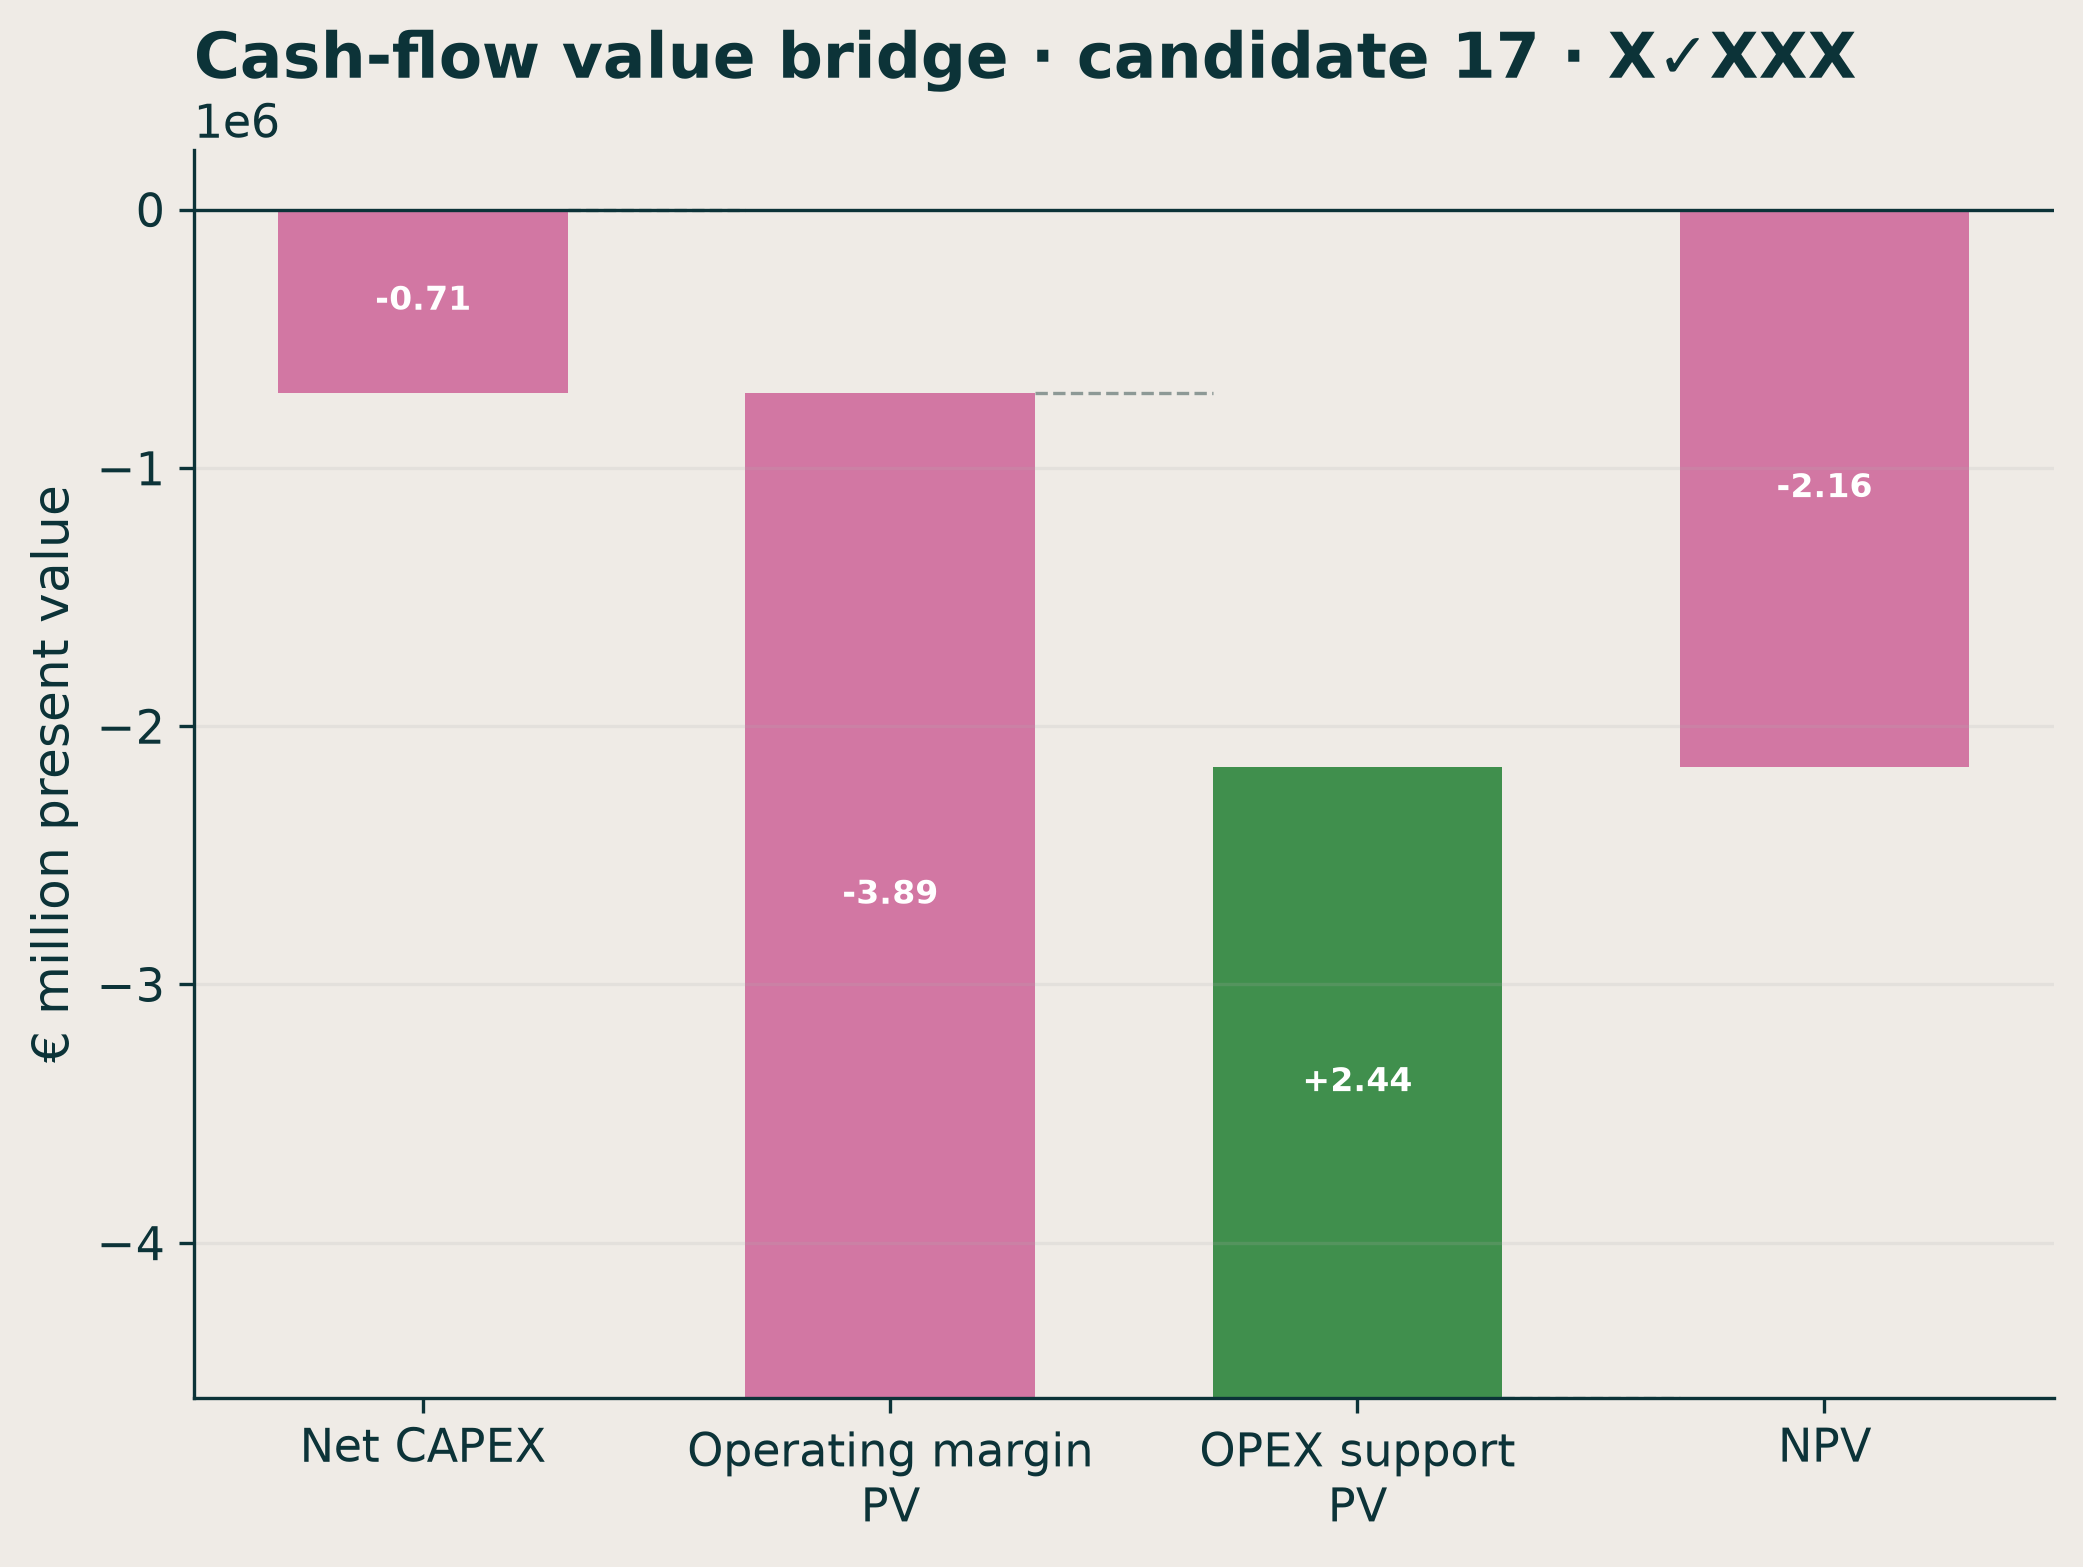 Cash-flow value bridge · candidate 17 · X✓XXX
1e6
€ million present value
0
−1
−2
−3
−4
-0.71
-3.89
+2.44
-2.16
Net CAPEX
Operating margin
PV
OPEX support
PV
NPV